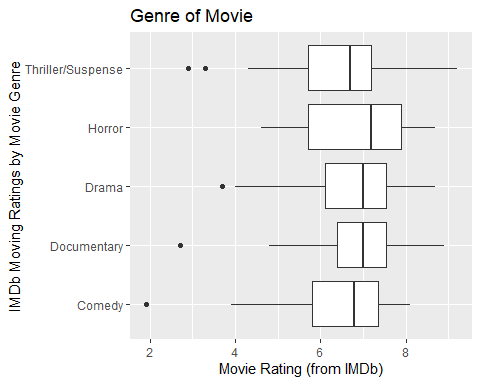 Genre of Movie
IMDb Moving Ratings by Movie Genre
Thriller/Suspense
Horror
Drama
Documentary
Comedy
2 4 6 8
Movie Rating (from IMDb)